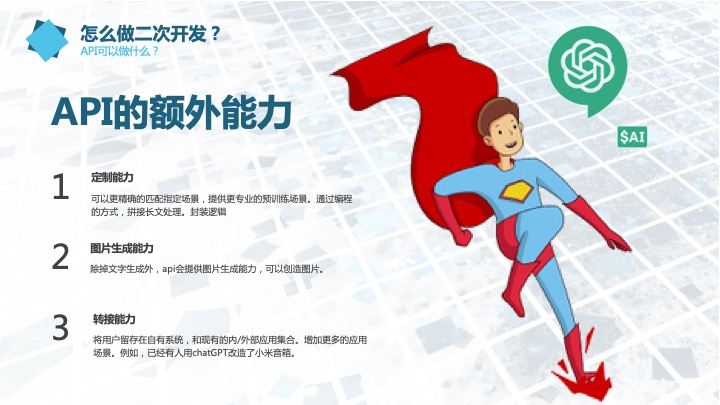 怎么做二次开发？
API可以做什么？
API的额外能力
1
定制能力
可以更精确的匹配指定场景，提供更专业的预训练场景。通过编程
的方式，拼接长文处理。封装逻辑
2
图片生成能力
除掉文字生成外，api会提供图片生成能力，可以创造图片。
3
转接能力
将用户留存在自有系统，和现有的内/外部应用集合。增加更多的应用
场景。例如，已经有人用chatGPT改造了小米音箱。
$AI